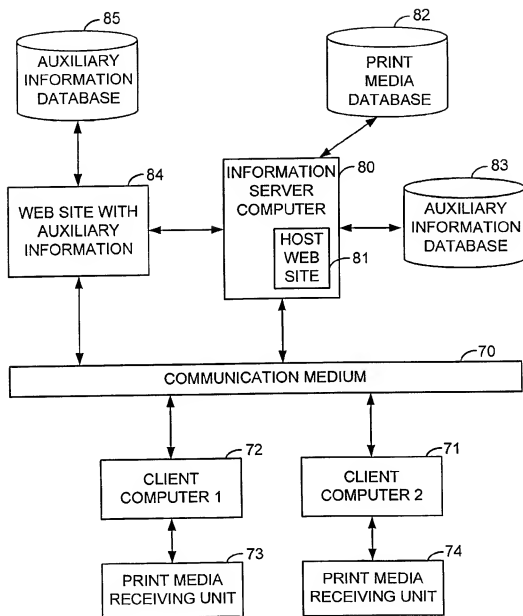 85
AUXILIARY
INFORMATION
DATABASE
82
PRINT
MEDIA
DATABASE
84
WEB SITE WITH
AUXILIARY
INFORMATION
80
INFORMATION
SERVER
COMPUTER
HOST
WEB
SITE
81
83
AUXILIARY
INFORMATION
DATABASE
70
COMMUNICATION MEDIUM
72
CLIENT
COMPUTER 1
71
CLIENT
COMPUTER 2
73
PRINT MEDIA
RECEIVING UNIT
74
PRINT MEDIA
RECEIVING UNIT